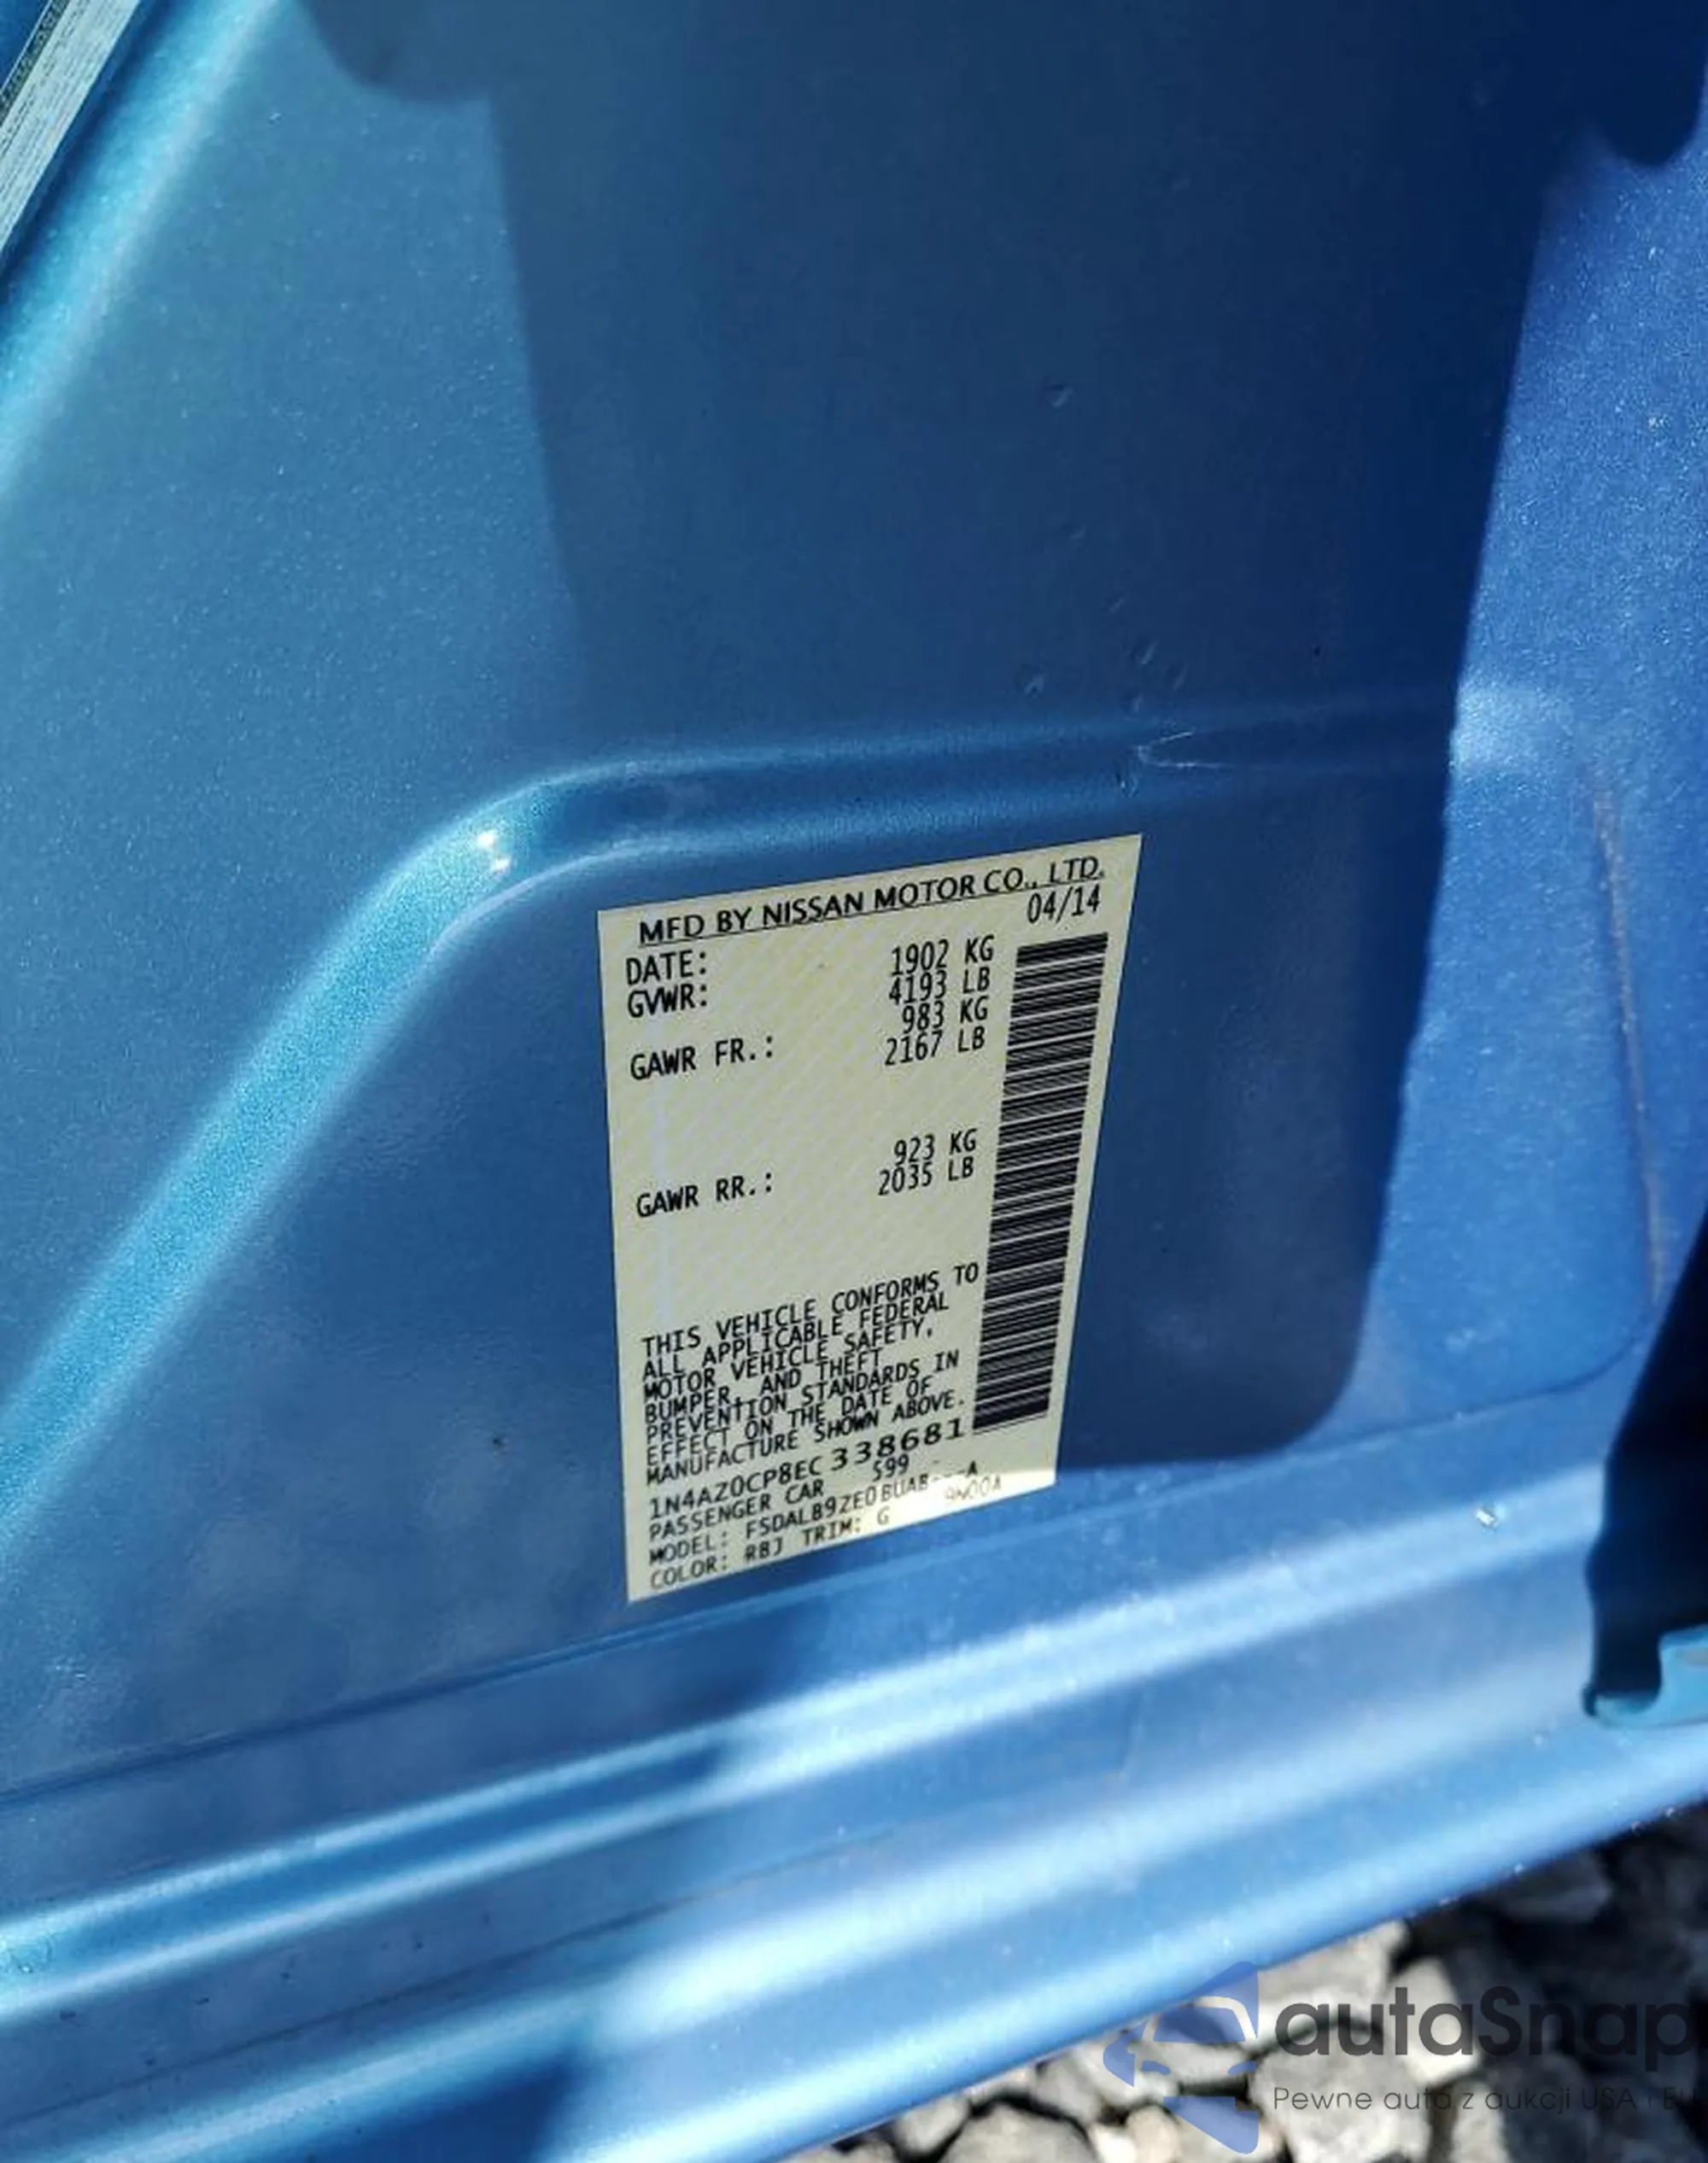 MFD BY NISSAN MOTOR CO., LTD.
DATE: 04/14
GVWR: 1902 KG
4193 LB
GAWR FR.: 983 KG
2167 LB
GAWR RR.: 923 KG
2035 LB
THIS VEHICLE CONFORMS TO
ALL APPLICABLE FEDERAL
MOTOR VEHICLE SAFETY,
BUMPER, AND THEFT
PREVENTION STANDARDS IN
EFFECT ON THE DATE OF
MANUFACTURE SHOWN ABOVE.
1N4AZ0CP8EC338681
PASSENGER CAR S99
MODEL: FSDALB9ZE0BUAB
COLOR: RBJ TRIM: G
autaSnap
Pewne auta z aukcji USA i